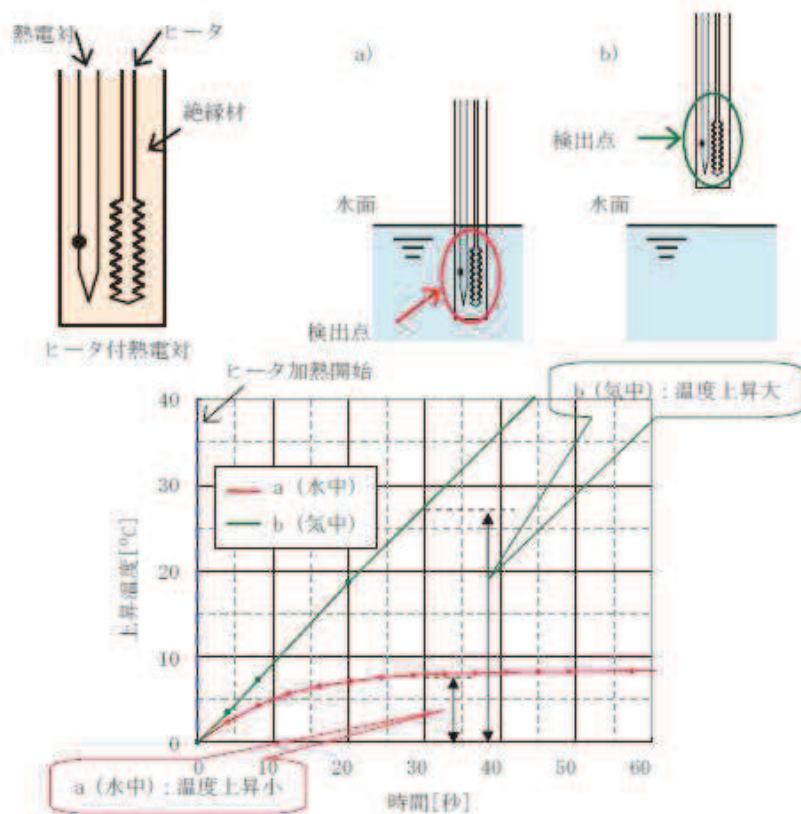 熱電対
ヒータ
絶縁材
ヒータ付熱電対
a)
b)
検出点
水面
検出点
水面
ヒータ加熱開始
b（気中）：温度上昇大
a（水中）
b（気中）
上昇温度[℃]
40
30
20
10
0
0
10
20
30
40
50
60
時間[秒]
a（水中）：温度上昇小